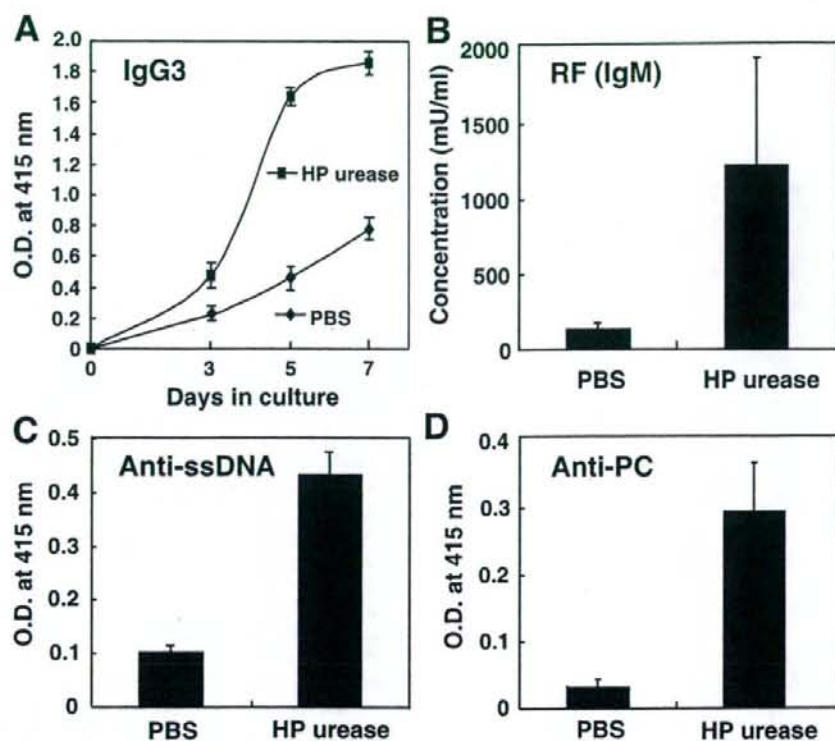 A
IgG3
O.D. at 415 nm
2.0
1.8
1.6
1.4
1.2
1.0
0.8
0.6
0.4
0.2
0
HP urease
PBS
0
3
5
7
Days in culture
B
RF (IgM)
Concentration (mU/ml)
2000
1500
1000
500
0
PBS
HP urease
C
Anti-ssDNA
O.D. at 415 nm
0.5
0.4
0.3
0.2
0.1
0
PBS
HP urease
D
Anti-PC
O.D. at 415 nm
0.4
0.3
0.2
0.1
0
PBS
HP urease